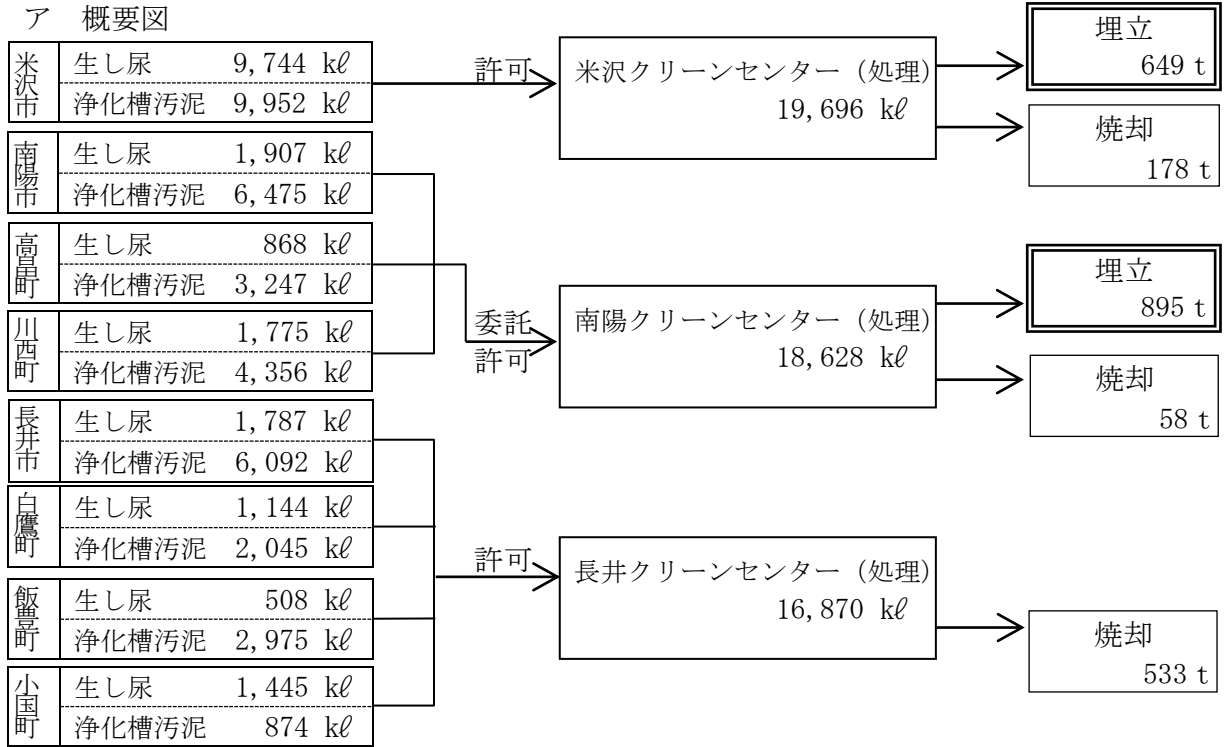 ア 概要図
米沢市
生し尿 9,744 kℓ
浄化槽汚泥 9,952 kℓ
許可
米沢クリーンセンター（処理）
19,696 kℓ
埋立
649 t
焼却
178 t
南陽市
生し尿 1,907 kℓ
浄化槽汚泥 6,475 kℓ
高畠町
生し尿 868 kℓ
浄化槽汚泥 3,247 kℓ
川西町
生し尿 1,775 kℓ
浄化槽汚泥 4,356 kℓ
委託
許可
南陽クリーンセンター（処理）
18,628 kℓ
埋立
895 t
焼却
58 t
長井市
生し尿 1,787 kℓ
浄化槽汚泥 6,092 kℓ
白鷹町
生し尿 1,144 kℓ
浄化槽汚泥 2,045 kℓ
飯豊町
生し尿 508 kℓ
浄化槽汚泥 2,975 kℓ
小国町
生し尿 1,445 kℓ
浄化槽汚泥 874 kℓ
許可
長井クリーンセンター（処理）
16,870 kℓ
焼却
533 t